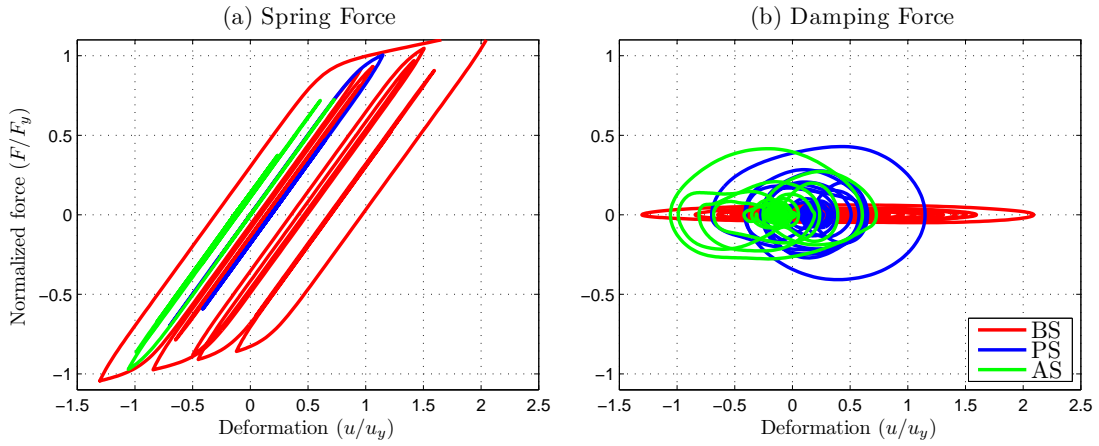 (a) Spring Force
(b) Damping Force
Normalized force (F/F_y)
1
0.5
0
−0.5
−1
−1.5 −1 −0.5 0 0.5 1 1.5 2 2.5
Deformation (u/u_y)
1
0.5
0
−0.5
−1
−1.5 −1 −0.5 0 0.5 1 1.5 2 2.5
Deformation (u/u_y)
BS
PS
AS